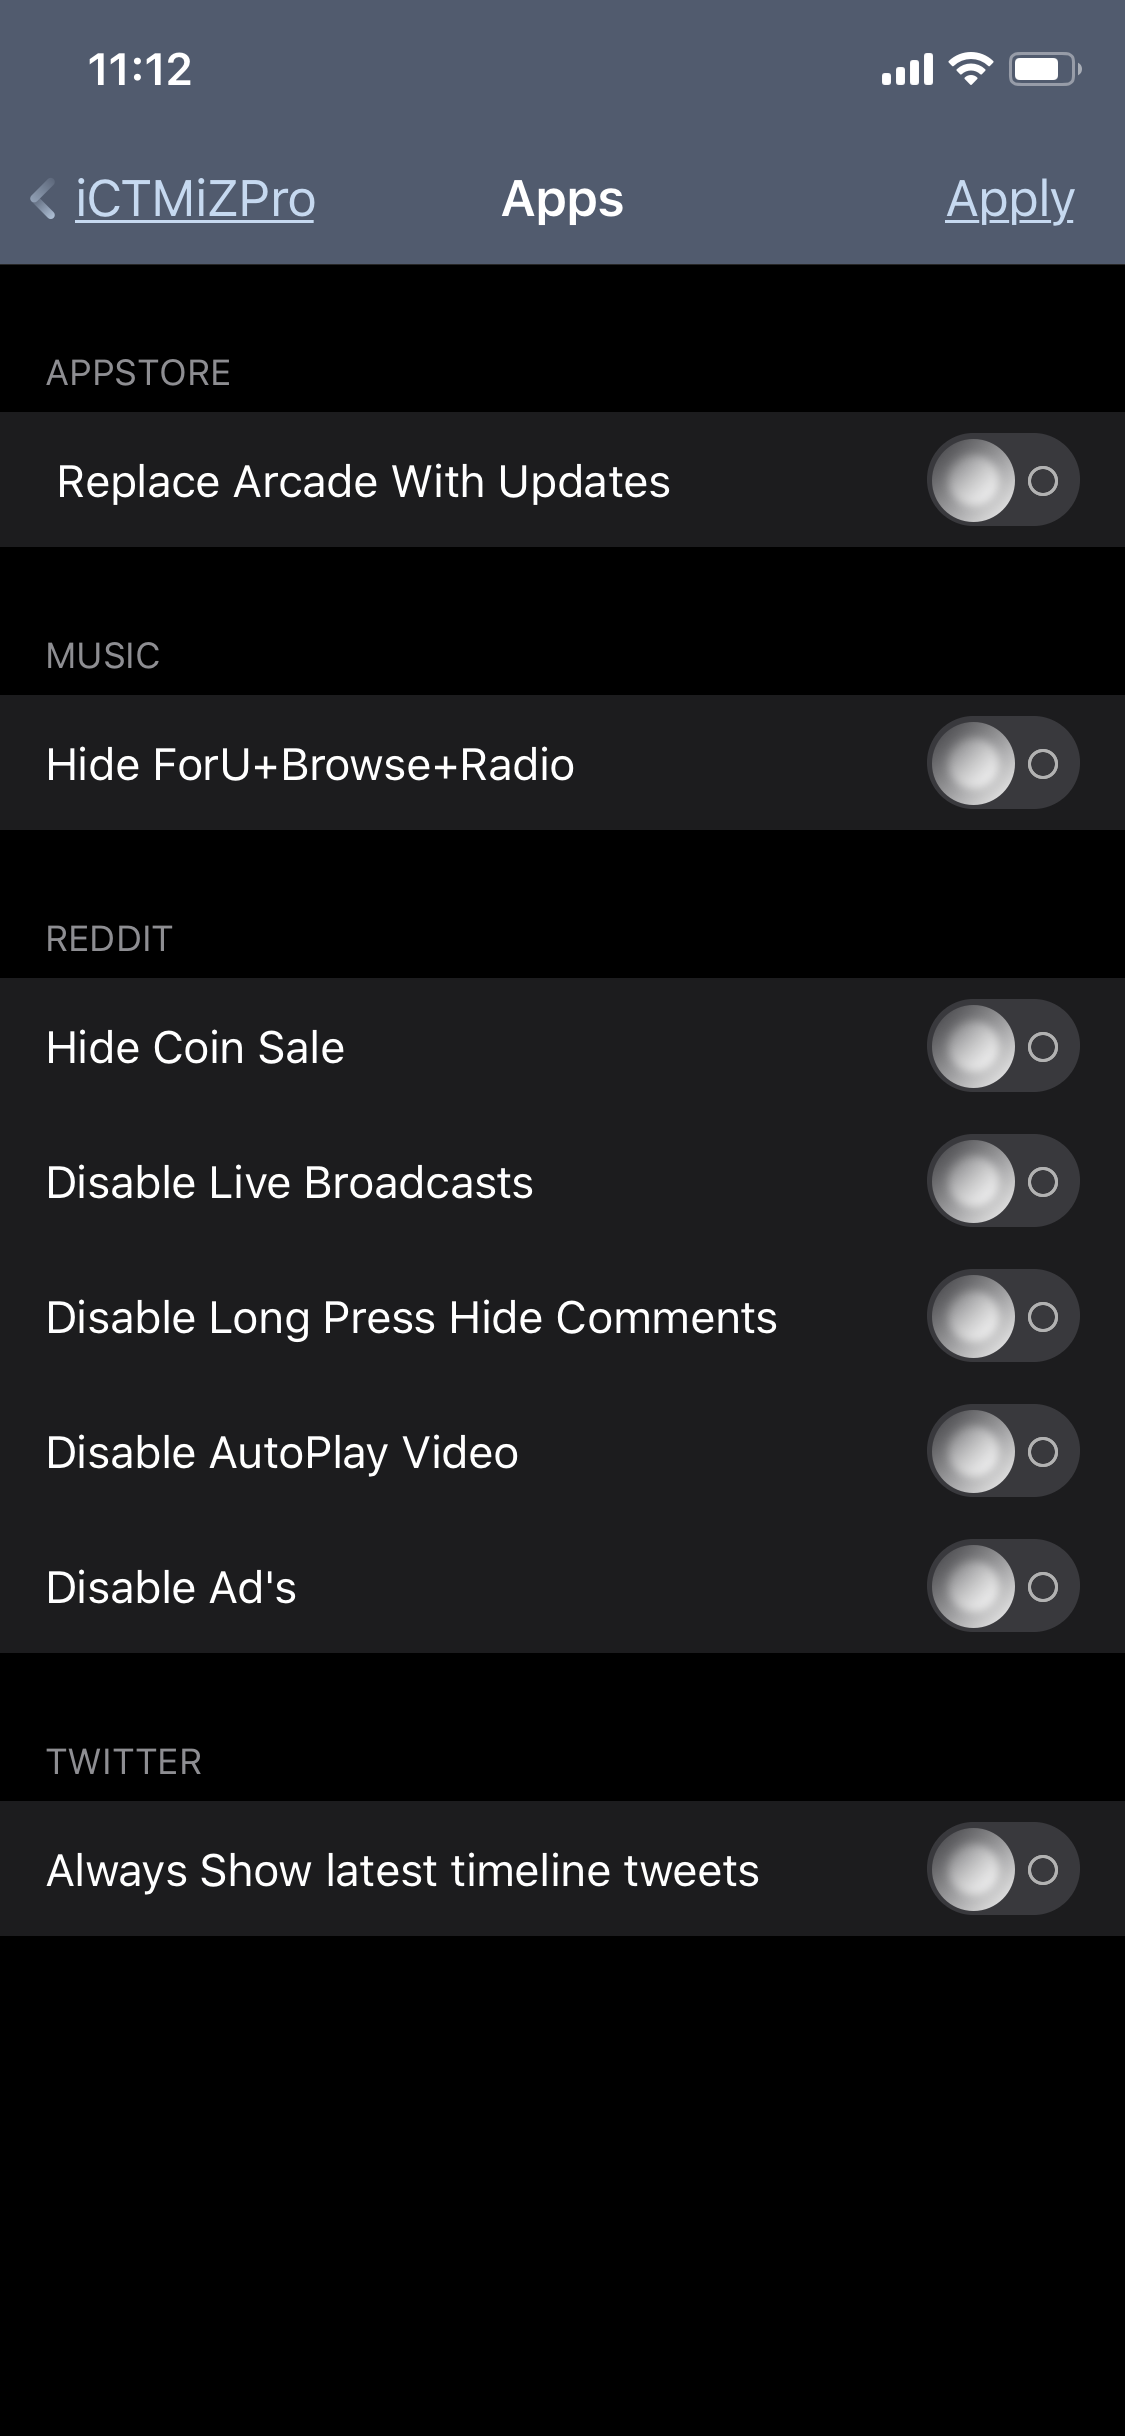 11:12
iCTMiZPro Apps Apply
APPSTORE
Replace Arcade With Updates
MUSIC
Hide ForU+Browse+Radio
REDDIT
Hide Coin Sale
Disable Live Broadcasts
Disable Long Press Hide Comments
Disable AutoPlay Video
Disable Ad's
TWITTER
Always Show latest timeline tweets